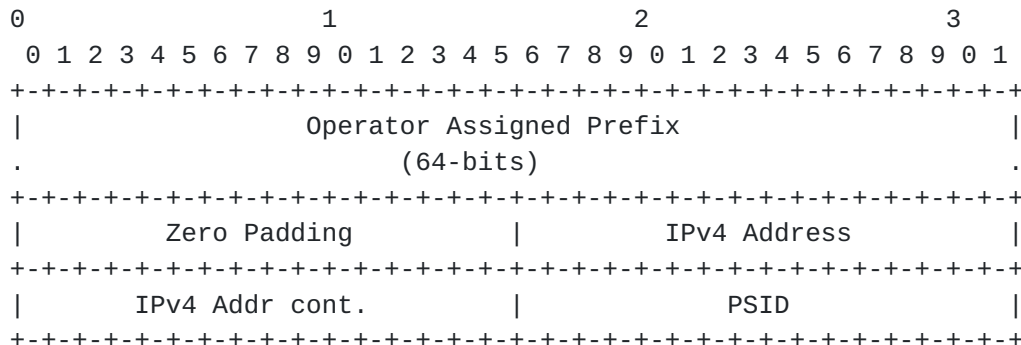 0                   1                   2                   3
 0 1 2 3 4 5 6 7 8 9 0 1 2 3 4 5 6 7 8 9 0 1 2 3 4 5 6 7 8 9 0 1
+-+-+-+-+-+-+-+-+-+-+-+-+-+-+-+-+-+-+-+-+-+-+-+-+-+-+-+-+-+-+-+-+
|                  Operator Assigned Prefix                     |
.                        (64-bits)                              .
+-+-+-+-+-+-+-+-+-+-+-+-+-+-+-+-+-+-+-+-+-+-+-+-+-+-+-+-+-+-+-+-+
|         Zero Padding          |         IPv4 Address          |
+-+-+-+-+-+-+-+-+-+-+-+-+-+-+-+-+-+-+-+-+-+-+-+-+-+-+-+-+-+-+-+-+
|       IPv4 Addr cont.         |             PSID              |
+-+-+-+-+-+-+-+-+-+-+-+-+-+-+-+-+-+-+-+-+-+-+-+-+-+-+-+-+-+-+-+-+